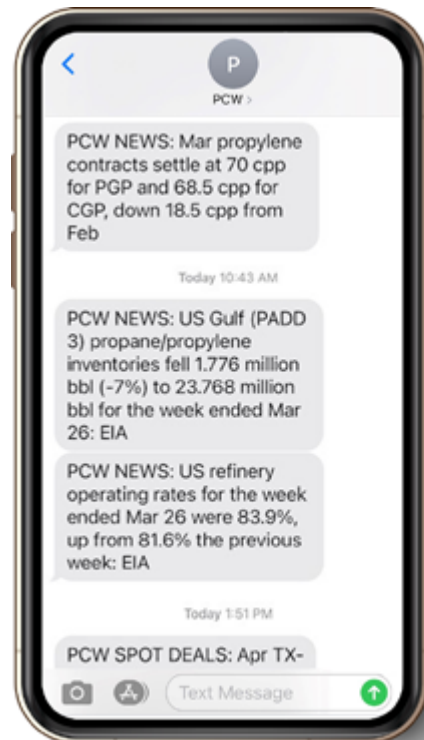 P
PCW >
PCW NEWS: Mar propylene
contracts settle at 70 cpp
for PGP and 68.5 cpp for
CGP, down 18.5 cpp from
Feb
Today 10:43 AM
PCW NEWS: US Gulf (PADD
3) propane/propylene
inventories fell 1.776 million
bbl (-7%) to 23.768 million
bbl for the week ended Mar
26: EIA
PCW NEWS: US refinery
operating rates for the week
ended Mar 26 were 83.9%,
up from 81.6% the previous
week: EIA
Today 1:51 PM
PCW SPOT DEALS: Apr TX-
Text Message